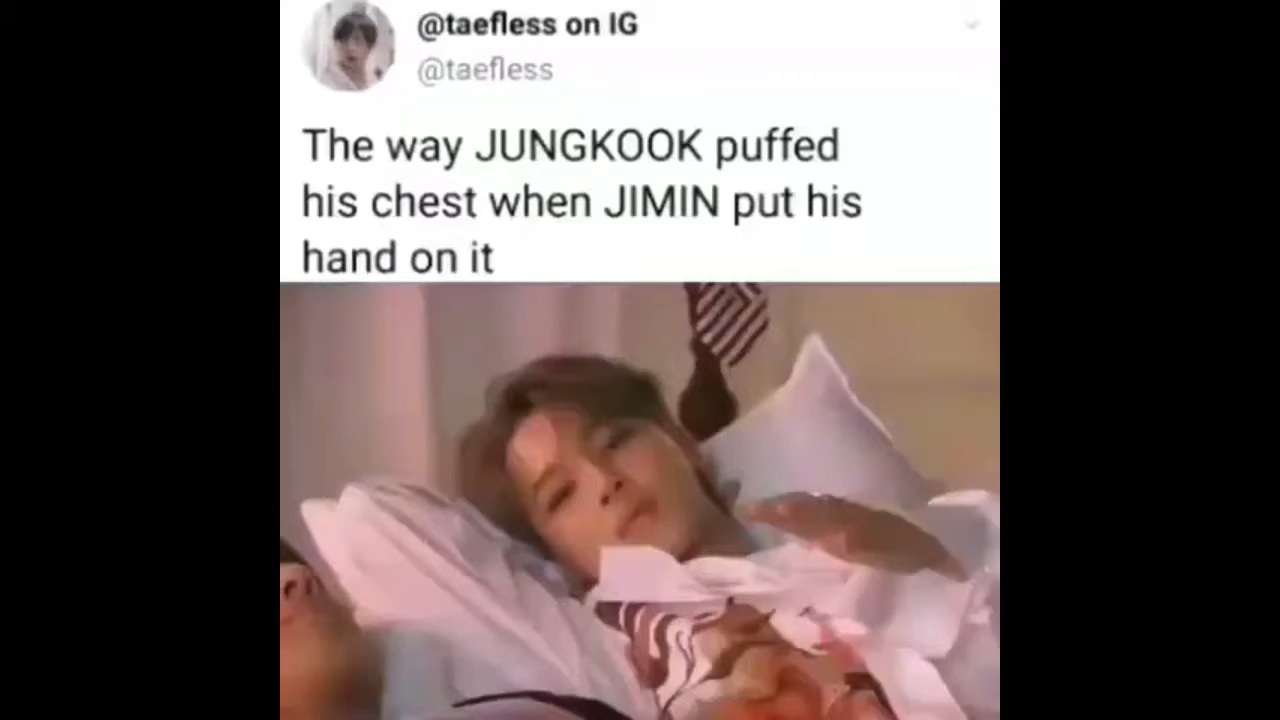 @taefless on IG
@taefless
The way JUNGKOOK puffed
his chest when JIMIN put his
hand on it